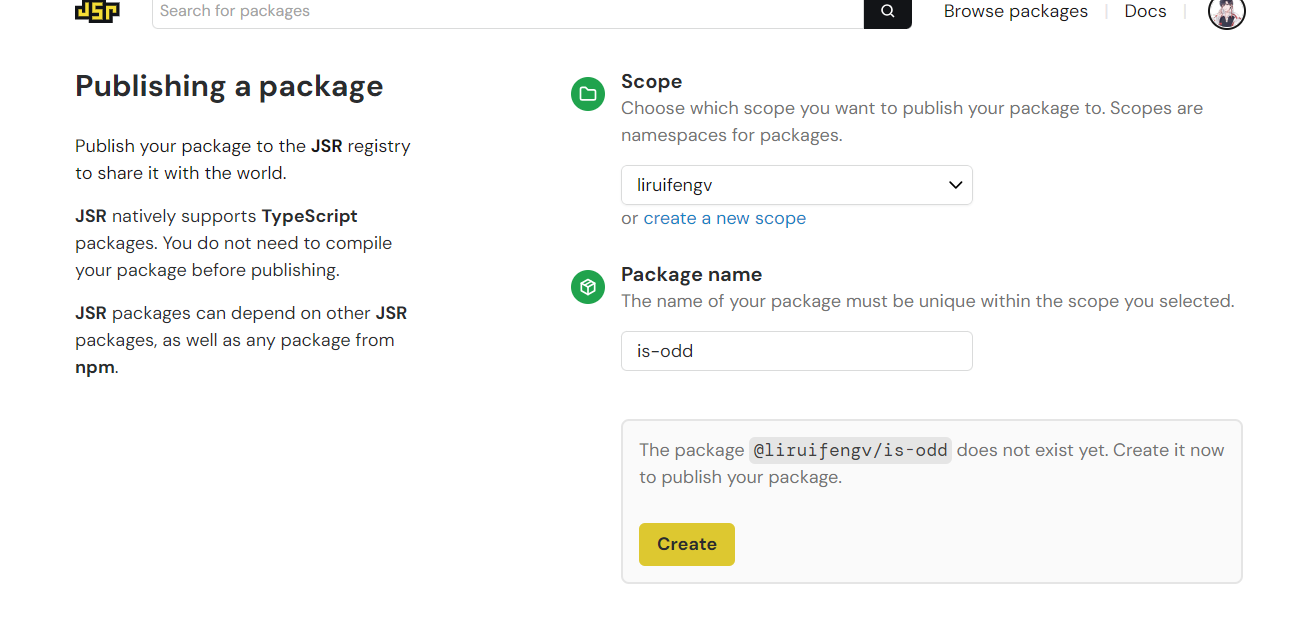 JSR
Search for packages
Browse packages
Docs
Publishing a package
Publish your package to the JSR registry
to share it with the world.
JSR natively supports TypeScript
packages. You do not need to compile
your package before publishing.
JSR packages can depend on other JSR
packages, as well as any package from
npm.
Scope
Choose which scope you want to publish your package to. Scopes are
namespaces for packages.
liruifengv
or create a new scope
Package name
The name of your package must be unique within the scope you selected.
is-odd
The package @liruifengv/is-odd does not exist yet. Create it now
to publish your package.
Create